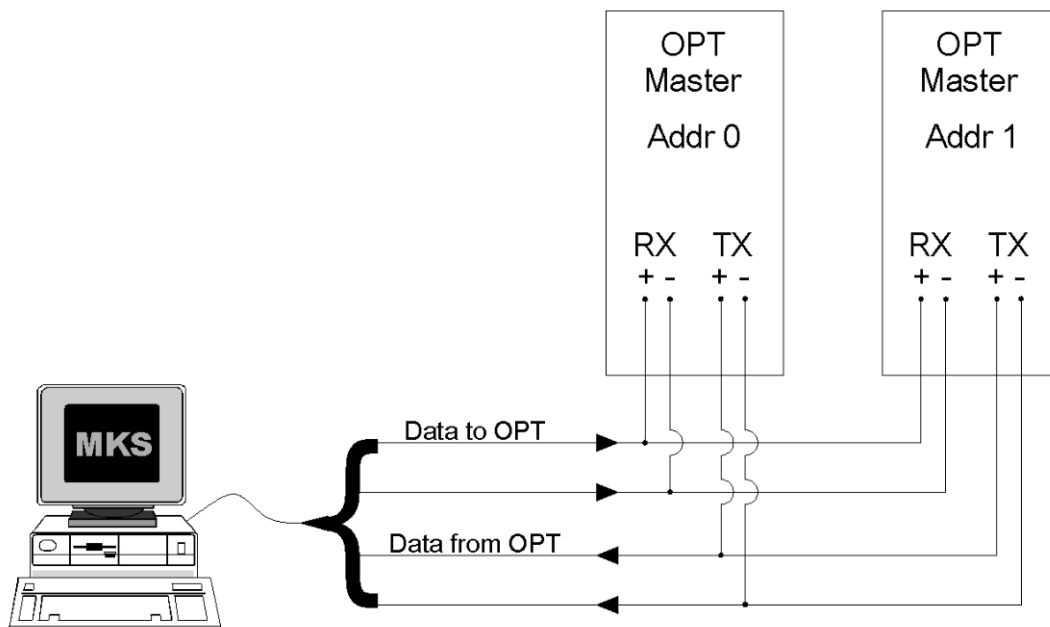 OPT
Master
Addr 0
RX TX
+ - + -
OPT
Master
Addr 1
RX TX
+ - + -
MKS
Data to OPT
Data from OPT